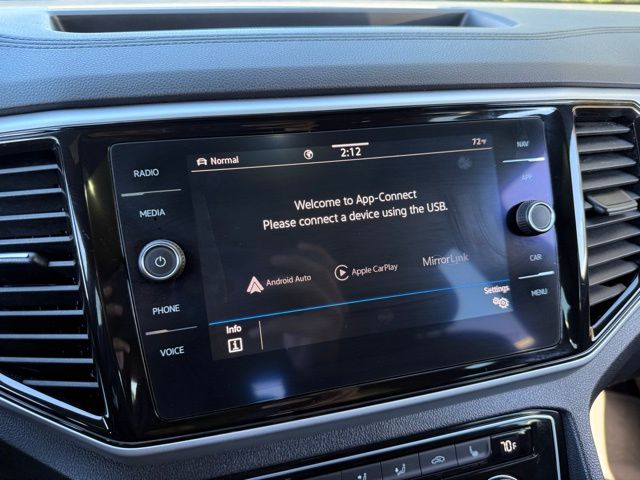 Normal
2:12
72°F
RADIO
MEDIA
PHONE
VOICE
Welcome to App-Connect
Please connect a device using the USB.
Android Auto
Apple CarPlay
MirrorLink
Settings
Info
NAV
APP
CAR
MENU
70°F